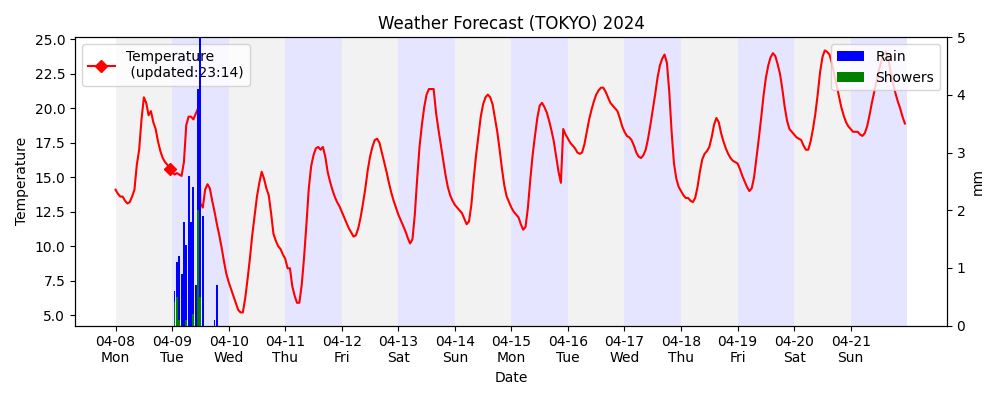 Weather Forecast (TOKYO) 2024
Temperature
(updated:23:14)
Rain
Showers
25.0
22.5
20.0
17.5
15.0
12.5
10.0
7.5
5.0
Temperature
5
4
3
2
1
0
mm
04-08 04-09 04-10 04-11 04-12 04-13 04-14 04-15 04-16 04-17 04-18 04-19 04-20 04-21
Mon Tue Wed Thu Fri Sat Sun Mon Tue Wed Thu Fri Sat Sun
Date